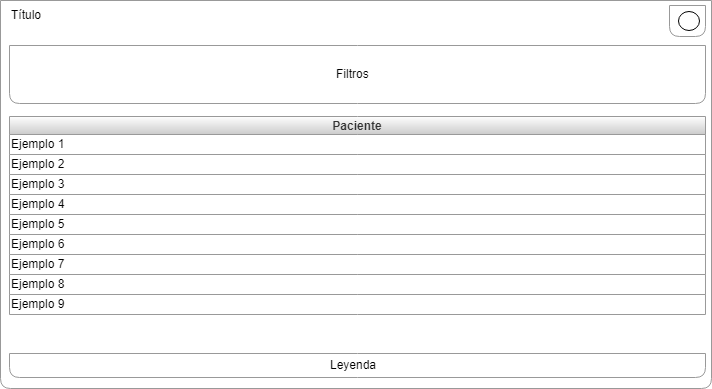 Título
Filtros
Paciente
Ejemplo 1
Ejemplo 2
Ejemplo 3
Ejemplo 4
Ejemplo 5
Ejemplo 6
Ejemplo 7
Ejemplo 8
Ejemplo 9
Leyenda